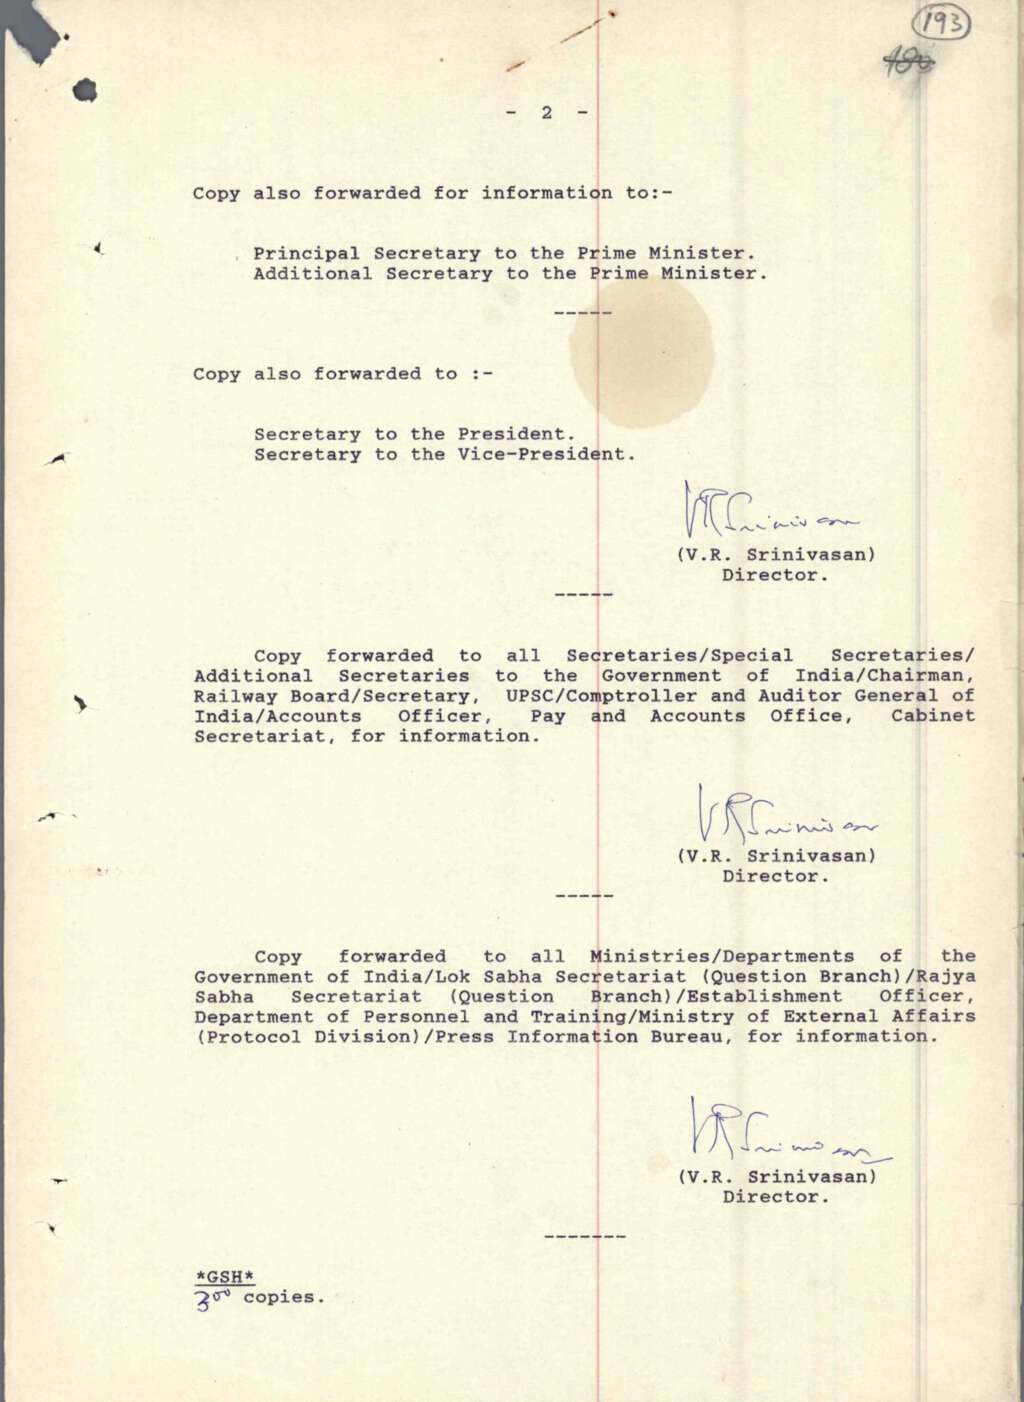 193
180
- 2 -
Copy also forwarded for information to:-
Principal Secretary to the Prime Minister.
Additional Secretary to the Prime Minister.
-----
Copy also forwarded to :-
Secretary to the President.
Secretary to the Vice-President.
VRSrinivasan
(V.R. Srinivasan)
Director.
-----
Copy forwarded to all Secretaries/Special Secretaries/
Additional Secretaries to the Government of India/Chairman,
Railway Board/Secretary, UPSC/Comptroller and Auditor General of
India/Accounts Officer, Pay and Accounts Office, Cabinet
Secretariat, for information.
VRSrinivasan
(V.R. Srinivasan)
Director.
-----
Copy forwarded to all Ministries/Departments of the
Government of India/Lok Sabha Secretariat (Question Branch)/Rajya
Sabha Secretariat (Question Branch)/Establishment Officer,
Department of Personnel and Training/Ministry of External Affairs
(Protocol Division)/Press Information Bureau, for information.
VRSrinivasan
(V.R. Srinivasan)
Director.
-------
*GSH*
300 copies.